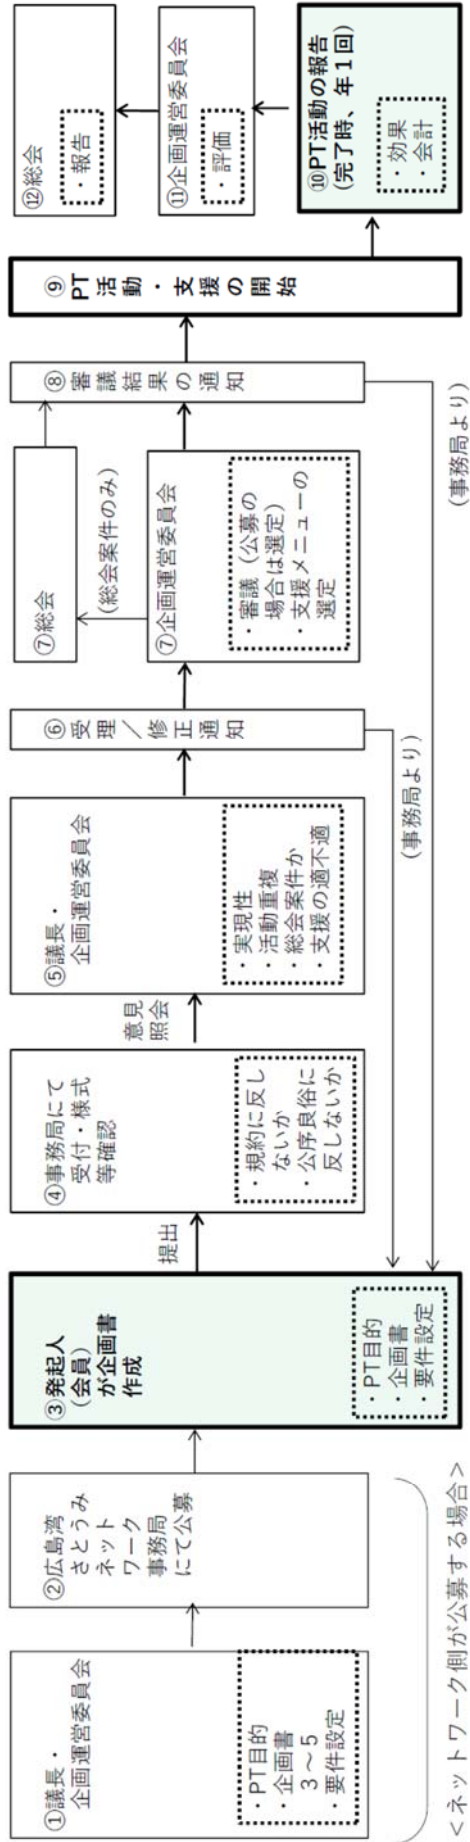 ①議長・
企画運営委員会
・PT目的
・企画書
３～５
・要件設定
②広島湾
さとうみ
ネット
ワーク
事務局
にて公募
＜ネットワーク側が公募する場合＞
③発起人
(会員)
が企画書
作成
・PT目的
・企画書
・要件設定
提出
④事務局にて
受付・様式
等確認
・規約に反し
ないか
・公序良俗に
反しないか
意見
照会
⑤議長・
企画運営委員会
・実現性
・活動重複
・総会案件か
・支援の適不適
⑥受理／修正通知
(事務局より)
⑦総会
(総会案件のみ)
⑦企画運営委員会
・審議（公募の
場合は選定)
・支援メニューの
選定
⑧審議結果の通知
(事務局より)
⑨PT活動・支援の開始
⑩PT活動の報告
(完了時、年１回)
・効果
・会計
⑪企画運営委員会
・評価
⑫総会
・報告